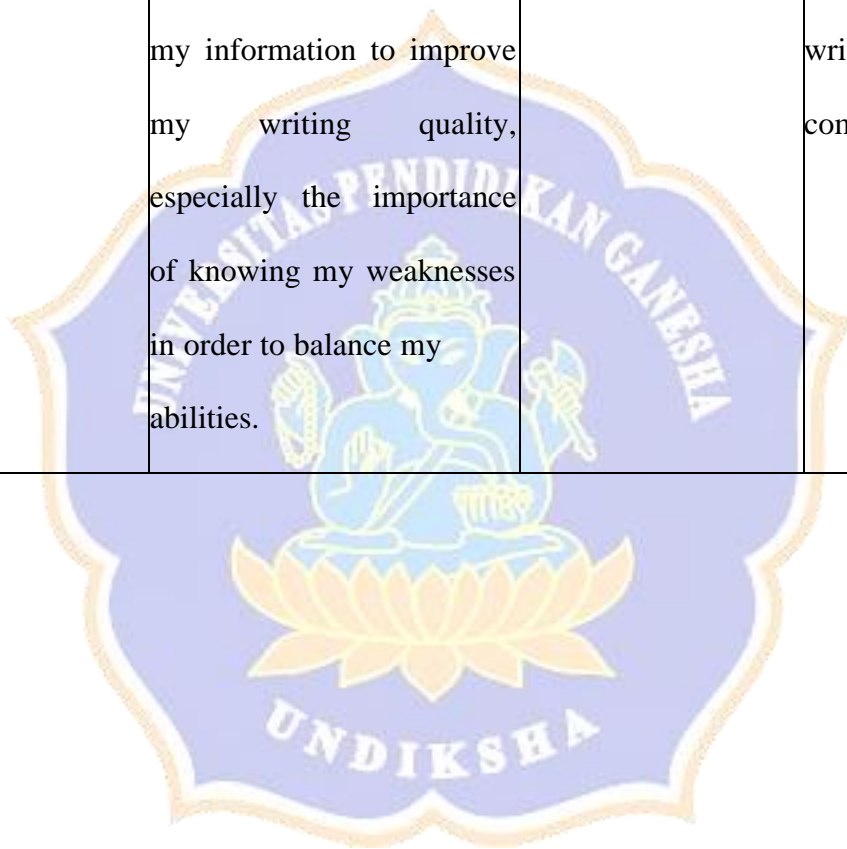 my information to improve
my writing quality,
especially the importance
of knowing my weaknesses
in order to balance my
abilities.
UNIVERSITAS PENDIDIKAN GANESHA
UNDIKSHA